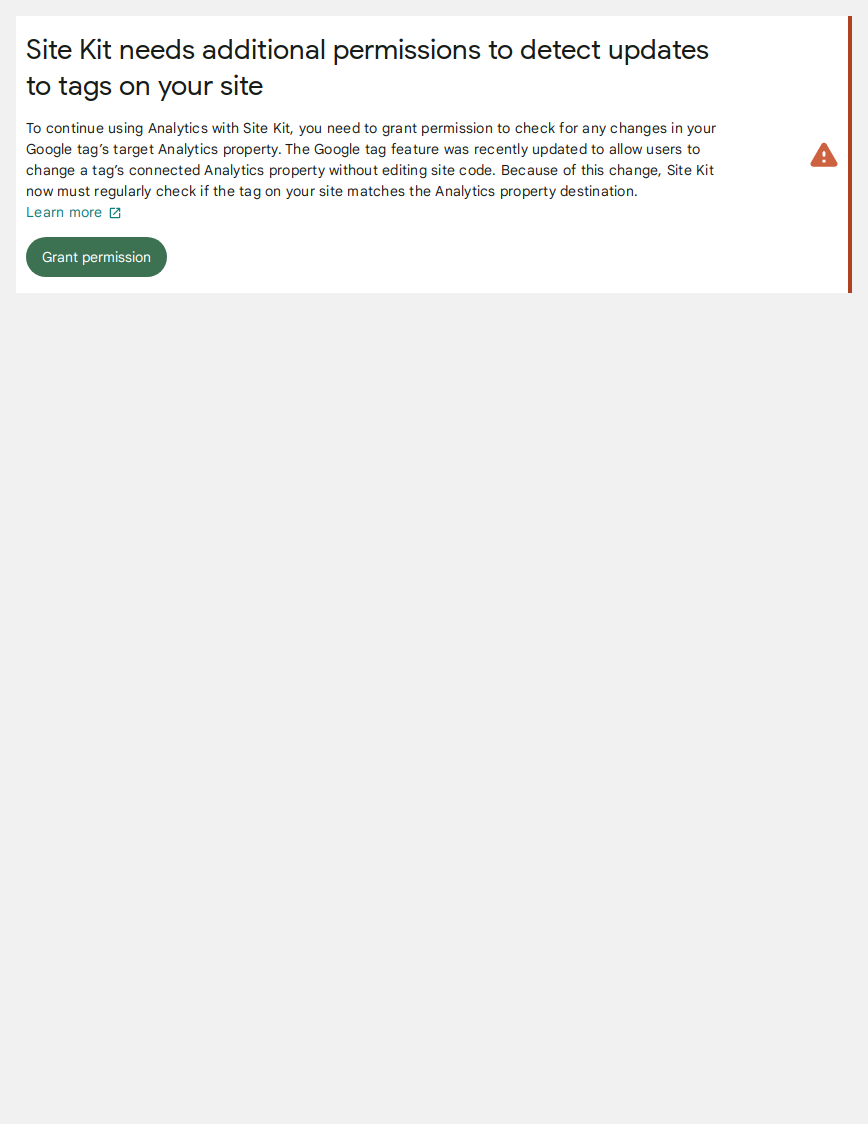 Site Kit needs additional permissions to detect updates
to tags on your site
To continue using Analytics with Site Kit, you need to grant permission to check for any changes in your
Google tag’s target Analytics property. The Google tag feature was recently updated to allow users to
change a tag’s connected Analytics property without editing site code. Because of this change, Site Kit
now must regularly check if the tag on your site matches the Analytics property destination.
Learn more
Grant permission